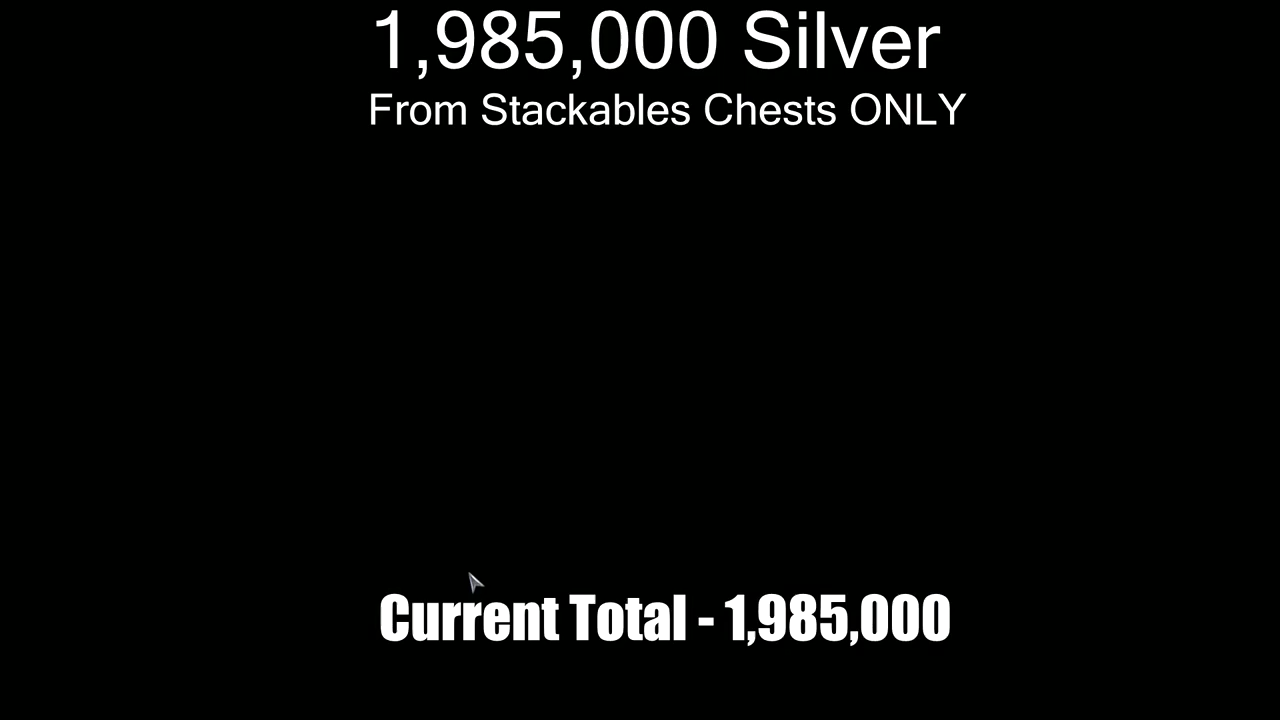 1,985,000 Silver
From Stackables Chests ONLY
Current Total - 1,985,000